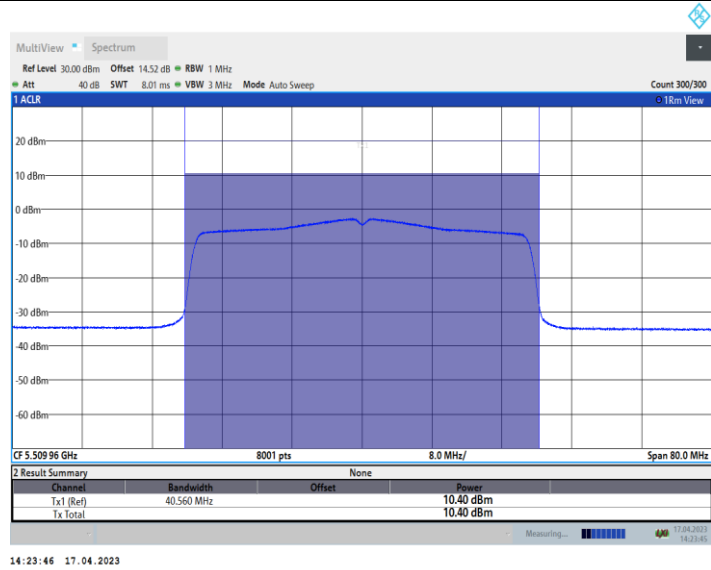 MultiView Spectrum
Ref Level 30.00 dBm Offset 14.52 dB RBW 1 MHz
Att 40 dB SWT 8.01 ms VBW 3 MHz Mode Auto Sweep Count 300/300
1 ACLR 1Rm View
20 dBm
10 dBm
0 dBm
-10 dBm
-20 dBm
-30 dBm
-40 dBm
-50 dBm
-60 dBm
CF 5.509 96 GHz 8001 pts 8.0 MHz/ Span 80.0 MHz
2 Result Summary None
Channel Bandwidth Offset Power
Tx1 (Ref) 40.560 MHz 10.40 dBm
Tx Total 10.40 dBm
Measuring... 17.04.2023
14:23:45
14:23:46 17.04.2023